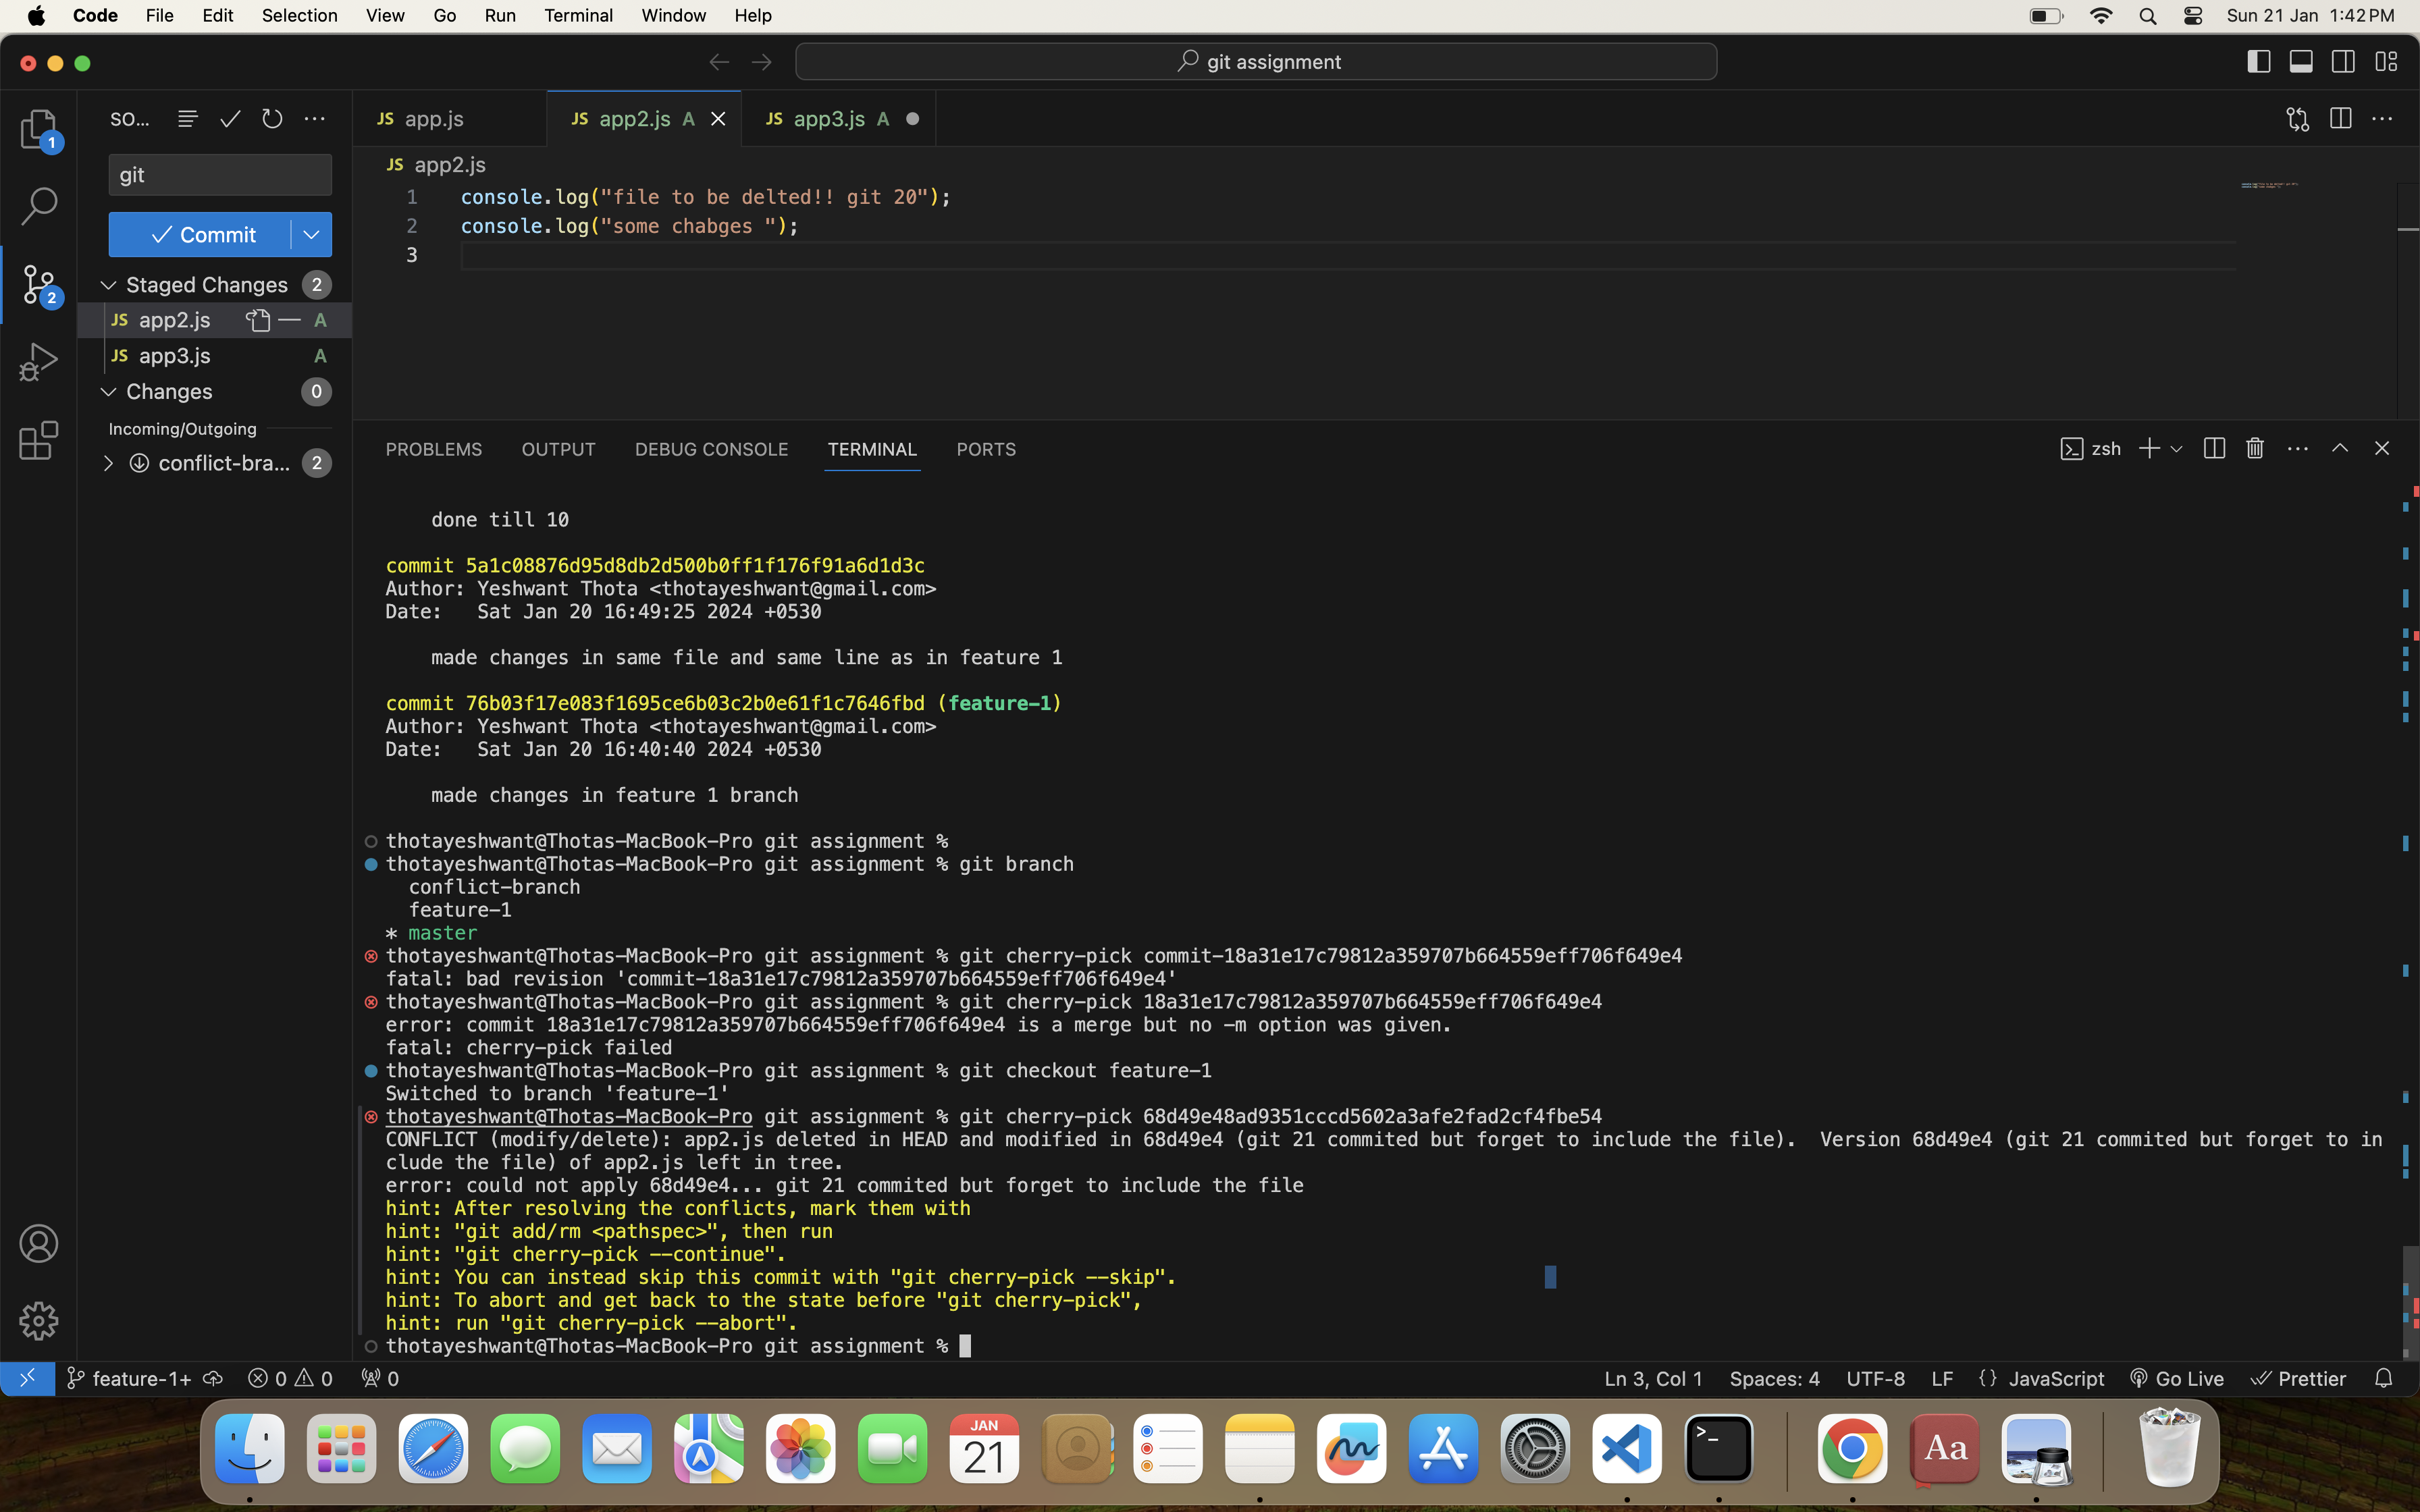 Code File Edit Selection View Go Run Terminal Window Help Sun 21 Jan 1:42 PM
git assignment
SO... JS app.js JS app2.js A JS app3.js A
1
git
JS app2.js
1 console.log("file to be delted!! git 20");
Commit
2 console.log("some chabges ");
3
Staged Changes 2
2
JS app2.js A
JS app3.js A
Changes 0
Incoming/Outgoing
conflict-bra... 2
PROBLEMS OUTPUT DEBUG CONSOLE TERMINAL PORTS zsh
done till 10
commit 5a1c08876d95d8db2d500b0ff1f176f91a6d1d3c
Author: Yeshwant Thota <thotayeshwant@gmail.com>
Date: Sat Jan 20 16:49:25 2024 +0530
made changes in same file and same line as in feature 1
commit 76b03f17e083f1695ce6b03c2b0e61f1c7646fbd (feature-1)
Author: Yeshwant Thota <thotayeshwant@gmail.com>
Date: Sat Jan 20 16:40:40 2024 +0530
made changes in feature 1 branch
thotayeshwant@Thotas-MacBook-Pro git assignment %
thotayeshwant@Thotas-MacBook-Pro git assignment % git branch
conflict-branch
feature-1
* master
thotayeshwant@Thotas-MacBook-Pro git assignment % git cherry-pick commit-18a31e17c79812a359707b664559eff706f649e4
fatal: bad revision 'commit-18a31e17c79812a359707b664559eff706f649e4'
thotayeshwant@Thotas-MacBook-Pro git assignment % git cherry-pick 18a31e17c79812a359707b664559eff706f649e4
error: commit 18a31e17c79812a359707b664559eff706f649e4 is a merge but no -m option was given.
fatal: cherry-pick failed
thotayeshwant@Thotas-MacBook-Pro git assignment % git checkout feature-1
Switched to branch 'feature-1'
thotayeshwant@Thotas-MacBook-Pro git assignment % git cherry-pick 68d49e48ad9351cccd5602a3afe2fad2cf4fbe54
CONFLICT (modify/delete): app2.js deleted in HEAD and modified in 68d49e4 (git 21 commited but forget to include the file). Version 68d49e4 (git 21 commited but forget to in
clude the file) of app2.js left in tree.
error: could not apply 68d49e4... git 21 commited but forget to include the file
hint: After resolving the conflicts, mark them with
hint: "git add/rm <pathspec>", then run
hint: "git cherry-pick --continue".
hint: You can instead skip this commit with "git cherry-pick --skip".
hint: To abort and get back to the state before "git cherry-pick",
hint: run "git cherry-pick --abort".
thotayeshwant@Thotas-MacBook-Pro git assignment %
feature-1+ 0 0 0 Ln 3, Col 1 Spaces: 4 UTF-8 LF {} JavaScript Go Live Prettier
JAN
21
>_
Aa